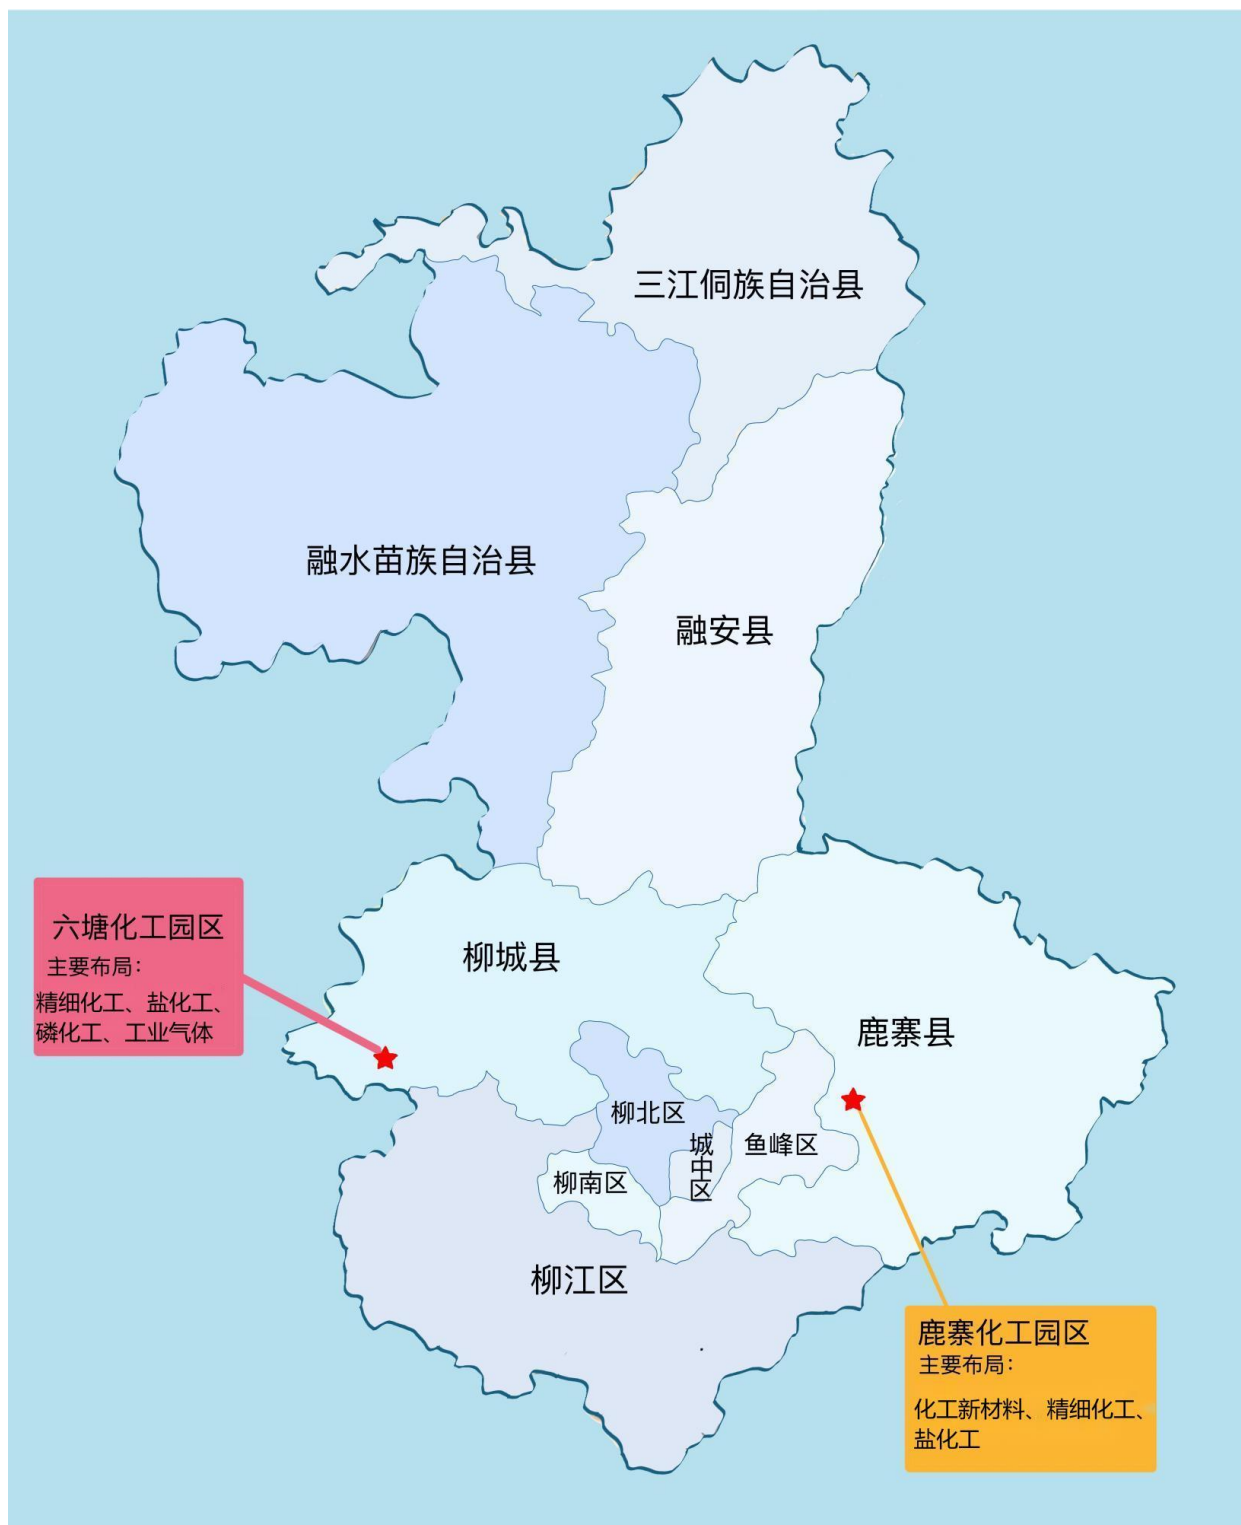 三江侗族自治县
融水苗族自治县
融安县
六塘化工园区
主要布局：
精细化工、盐化工、
磷化工、工业气体
柳城县
鹿寨县
柳北区
城中区
鱼峰区
柳南区
柳江区
鹿寨化工园区
主要布局：
化工新材料、精细化工、
盐化工